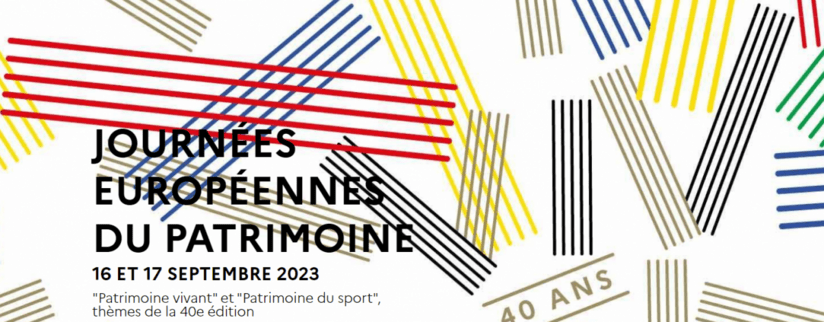 JOURNÉES
EUROPÉENNES
DU PATRIMOINE
16 ET 17 SEPTEMBRE 2023
"Patrimoine vivant" et "Patrimoine du sport",
thèmes de la 40e édition
40 ANS